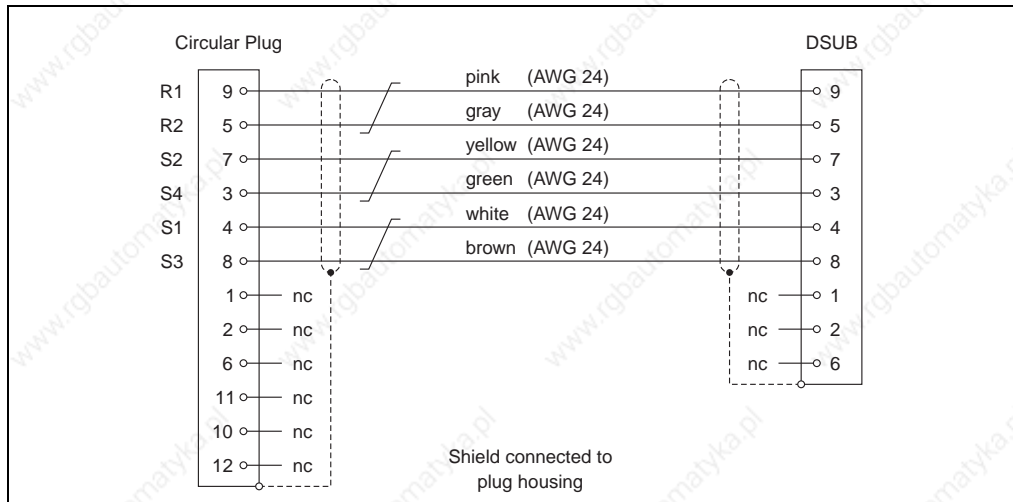 Circular Plug DSUB
R1 9 pink (AWG 24) 9
R2 5 gray (AWG 24) 5
S2 7 yellow (AWG 24) 7
S4 3 green (AWG 24) 3
S1 4 white (AWG 24) 4
S3 8 brown (AWG 24) 8
1 nc nc 1
2 nc nc 2
6 nc nc 6
11 nc
10 nc
12 nc
Shield connected to
plug housing
www.rgbautomatyka.pl